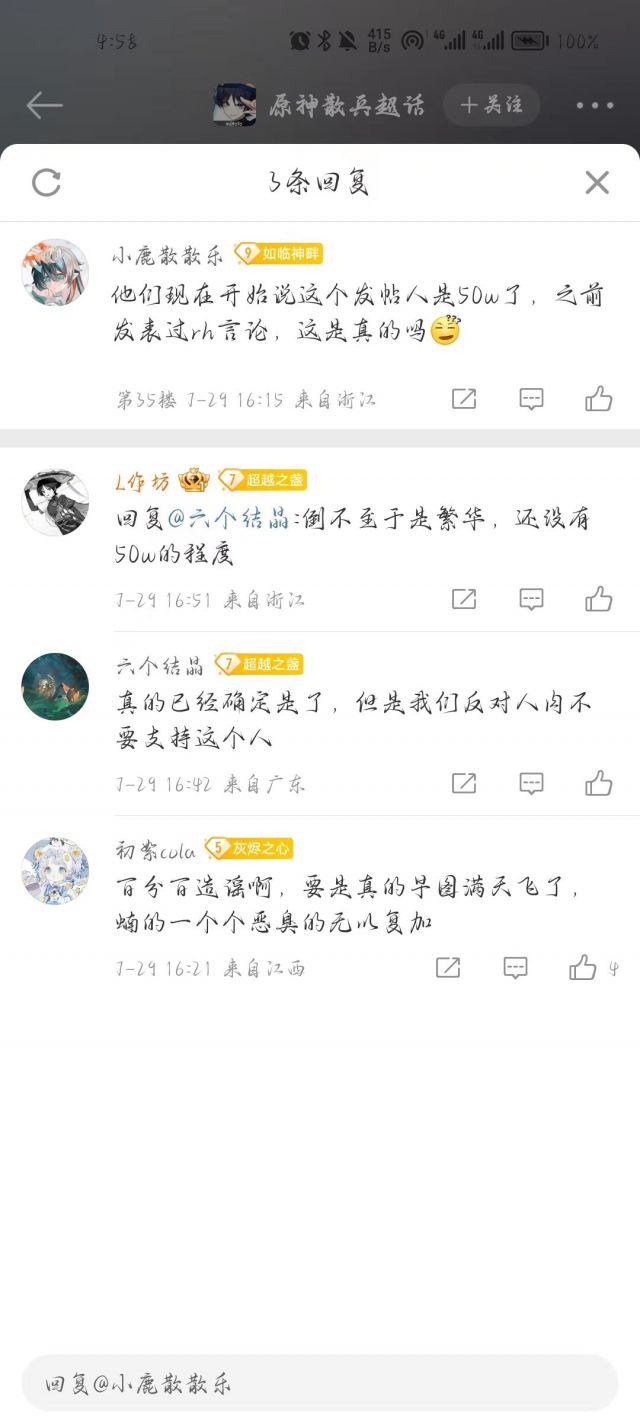 4:58
415 B/s
4G
4G
100%
原神散兵超话
+关注
3条回复
小鹿散散乐
9 如临神畔
他们现在开始说这个发帖人是50w了，之前
发表过rh言论，这是真的吗
第35楼 7-29 16:15 来自浙江
L作坊
7 超越之盏
回复@六个结晶:倒不至于是繁华，还没有
50w的程度
7-29 16:51 来自浙江
六个结晶
7 超越之盏
真的已经确定是了，但是我们反对人肉不
要支持这个人
7-29 16:42 来自广东
初紫cola
5 灰烬之心
百分百造谣啊，要是真的早图满天飞了，
蝻的一个个恶臭的无以复加
7-29 16:21 来自江西
4
回复@小鹿散散乐